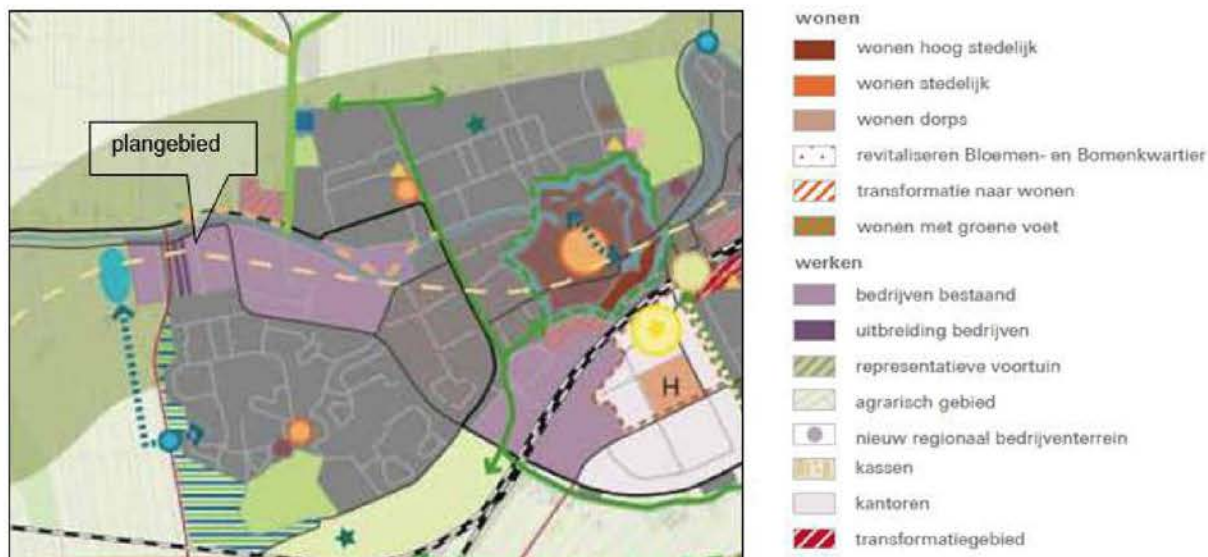 plangebied
H
wonen
wonen hoog stedelijk
wonen stedelijk
wonen dorps
revitaliseren Bloemen- en Bomenkwartier
transformatie naar wonen
wonen met groene voet
werken
bedrijven bestaand
uitbreiding bedrijven
representatieve voortuin
agrarisch gebied
nieuw regionaal bedrijventerrein
kassen
kantoren
transformatiegebied